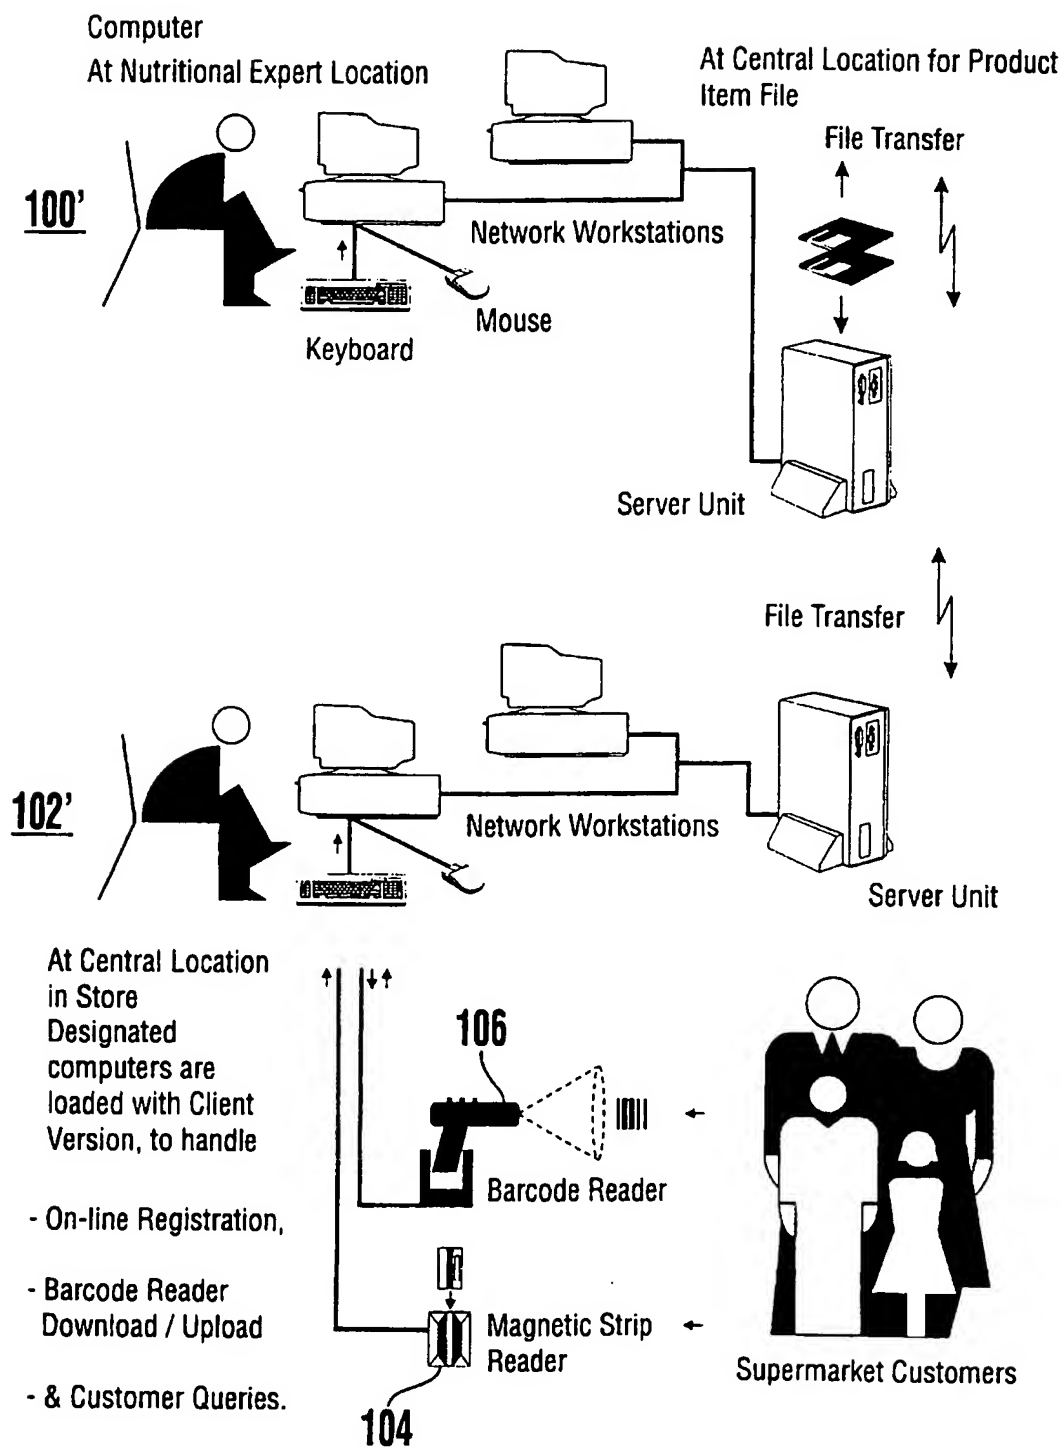 Computer
At Nutritional Expert Location
At Central Location for Product
Item File
File Transfer
100'
Network Workstations
Mouse
Keyboard
Server Unit
File Transfer
102'
Network Workstations
Server Unit
At Central Location
in Store
Designated
computers are
loaded with Client
Version, to handle
- On-line Registration,
- Barcode Reader
Download / Upload
- & Customer Queries.
106
Barcode Reader
Magnetic Strip
Reader
104
Supermarket Customers